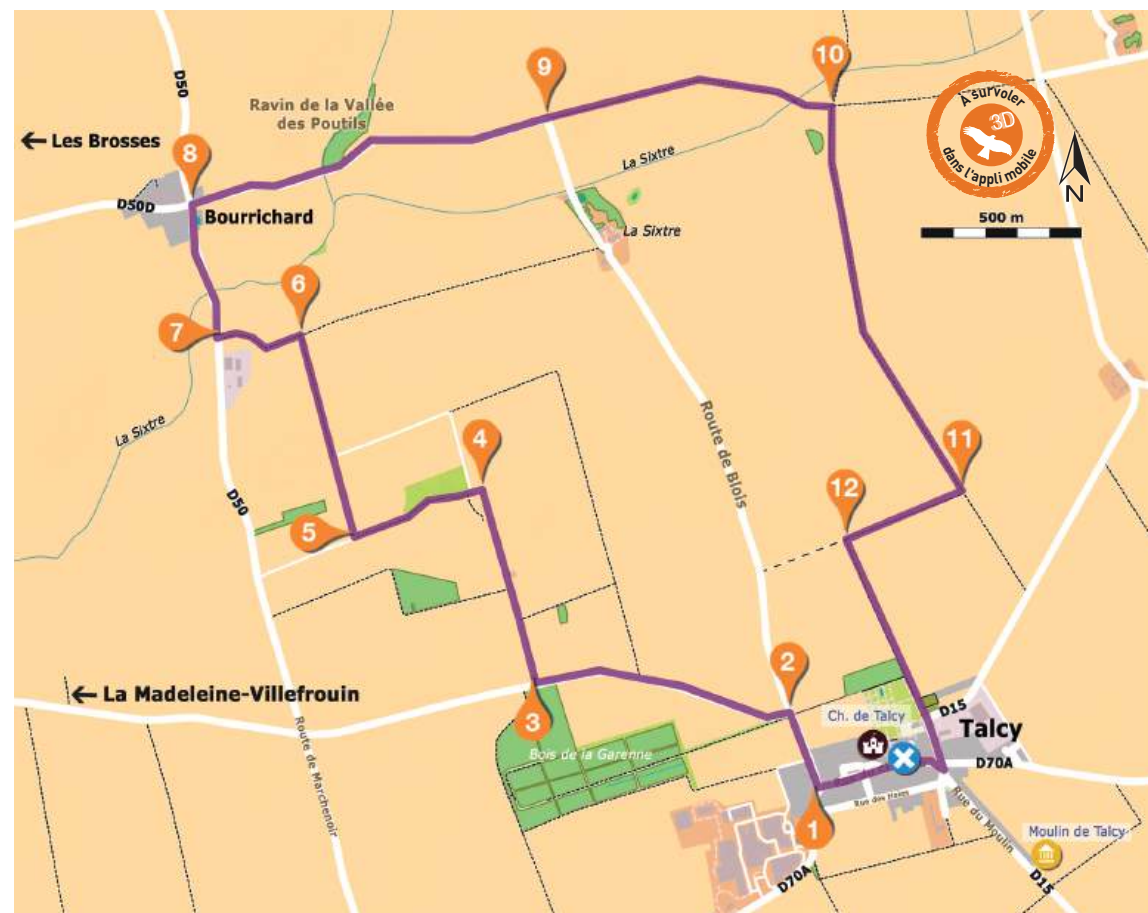 D50
Ravin de la Vallée
des Poutils
9
10
À survoler
3D
dans l'appli mobile
N
500 m
← Les Brosses
8
D50D
Bourrichard
La Sixtre
La Sixtre
6
7
La Sixtre
4
Route de Blois
11
12
D50
5
2
← La Madeleine-Villefrouin
3
Bois de la Garenne
Route de Marchenoir
Ch. de Talcy
D15
Talcy
D70A
Rue des Haies
1
Rue du Moulin
Moulin de Talcy
D70A
D15